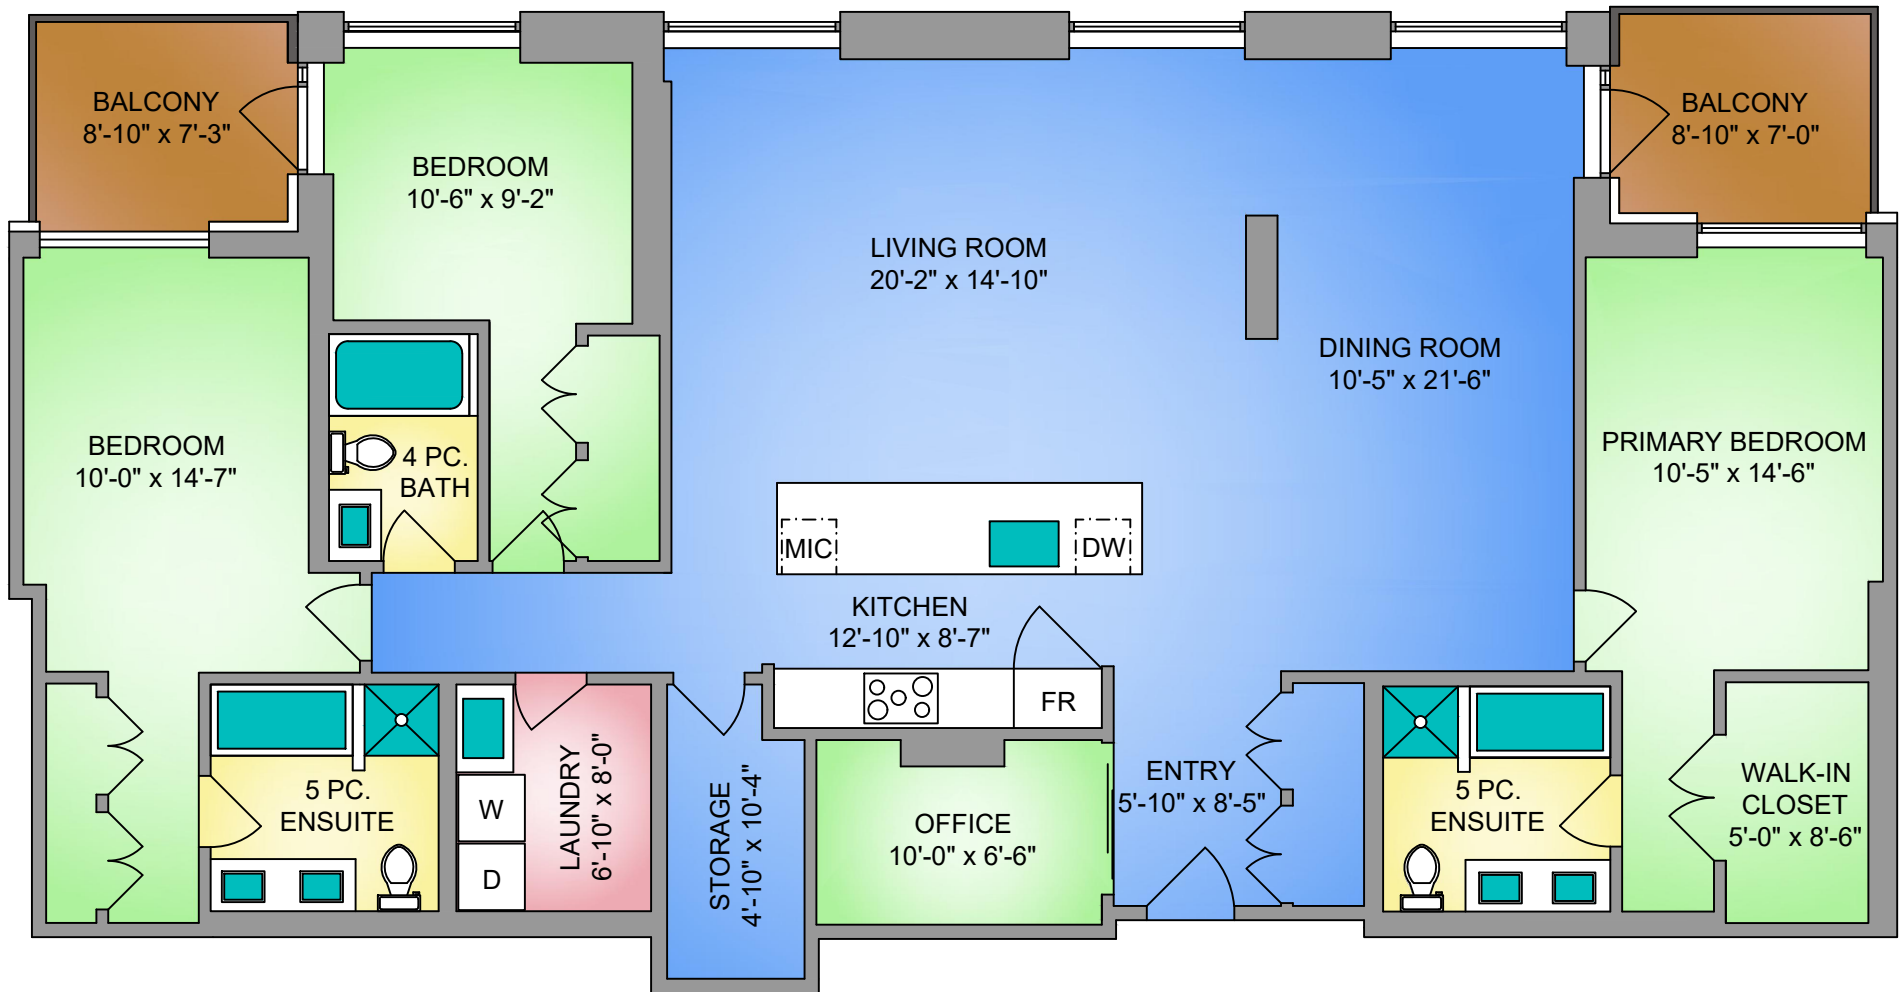 BALCONY
8'-10" x 7'-3"
BEDROOM
10'-6" x 9'-2"
LIVING ROOM
20'-2" x 14'-10"
BALCONY
8'-10" x 7'-0"
DINING ROOM
10'-5" x 21'-6"
BEDROOM
10'-0" x 14'-7"
4 PC.
BATH
PRIMARY BEDROOM
10'-5" x 14'-6"
MIC
DW
KITCHEN
12'-10" x 8'-7"
FR
5 PC.
ENSUITE
W
D
LAUNDRY
6'-10" x 8'-0"
STORAGE
4'-10" x 10'-4"
OFFICE
10'-0" x 6'-6"
ENTRY
5'-10" x 8'-5"
5 PC.
ENSUITE
WALK-IN
CLOSET
5'-0" x 8'-6"